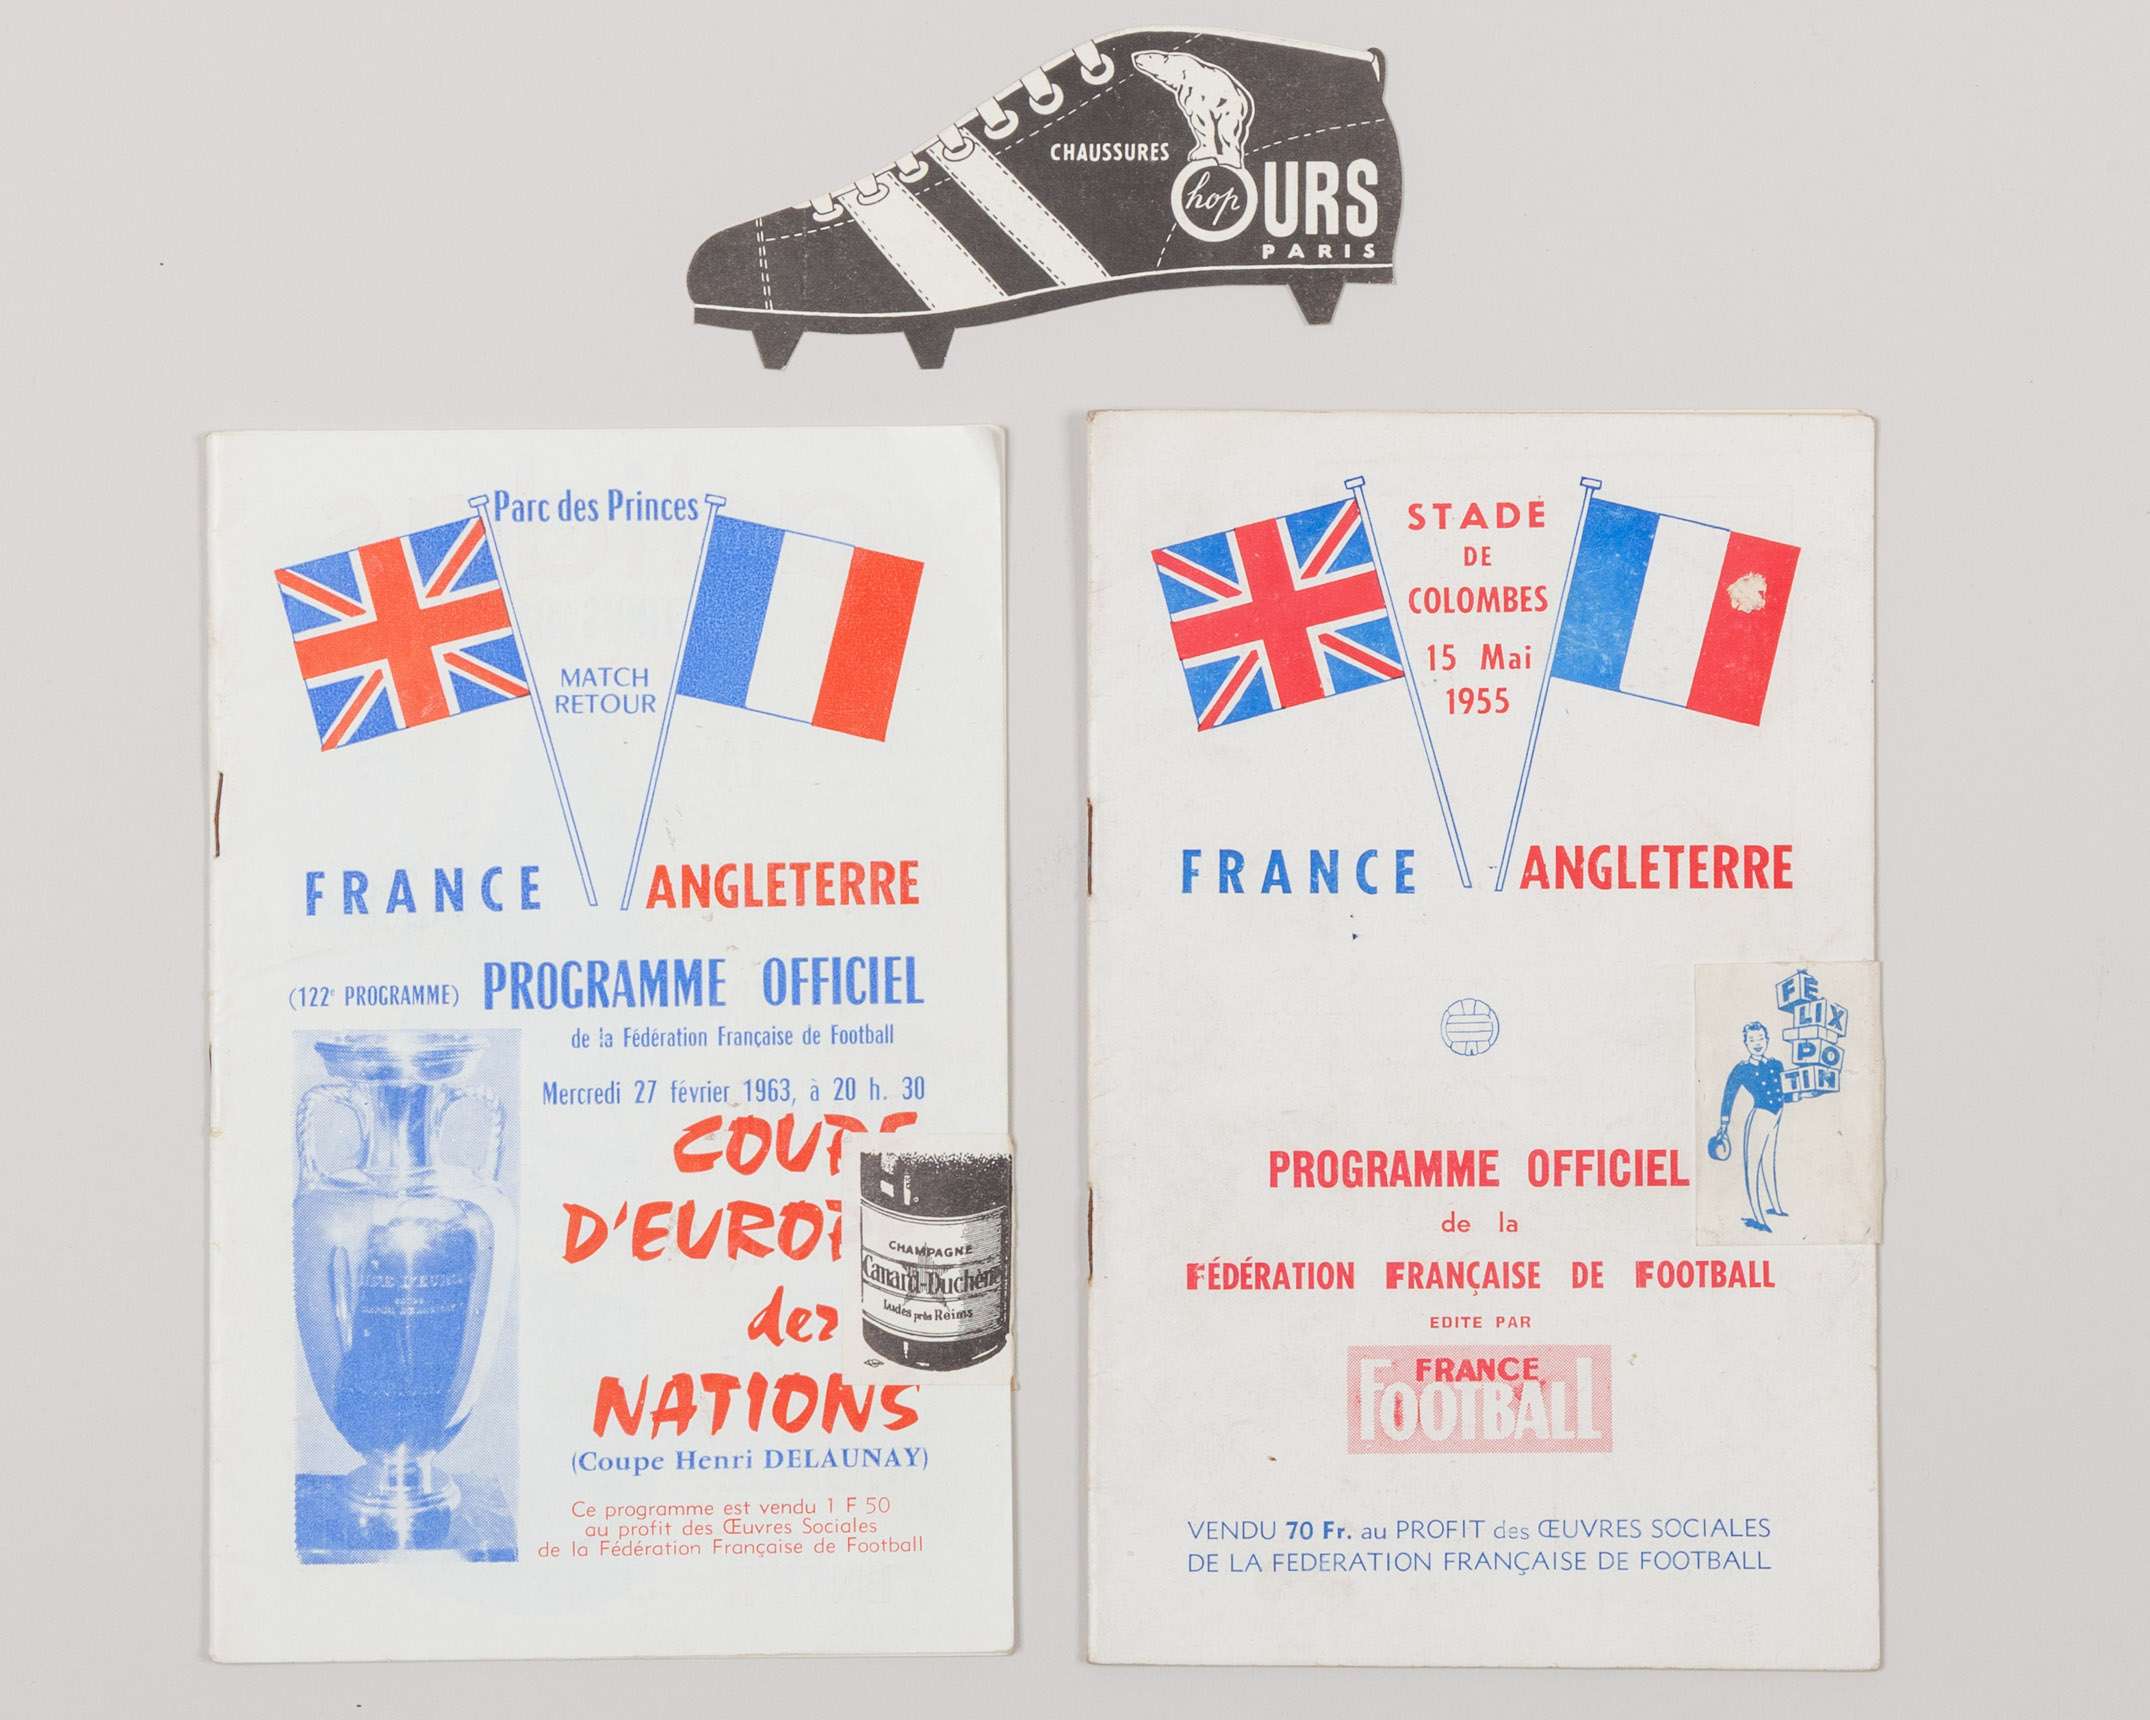 CHAUSSURES
hop OURS
PARIS
Parc des Princes
MATCH
RETOUR
FRANCE ANGLETERRE
(122e PROGRAMME) PROGRAMME OFFICIEL
de la Fédération Française de Football
Mercredi 27 février 1963, à 20 h. 30
COUPE
D'EUROPE
des
NATIONS
(Coupe Henri DELAUNAY)
Ce programme est vendu 1 F 50
au profit des Œuvres Sociales
de la Fédération Française de Football
CHAMPAGNE
Canard-Duchêne
Ludes près Reims
STADE
DE
COLOMBES
15 Mai
1955
FRANCE ANGLETERRE
FÉ
LIX
PO
TIN
PROGRAMME OFFICIEL
de la
FÉDÉRATION FRANÇAISE DE FOOTBALL
EDITE PAR
FRANCE
FOOTBALL
VENDU 70 Fr. au PROFIT des ŒUVRES SOCIALES
DE LA FEDERATION FRANÇAISE DE FOOTBALL